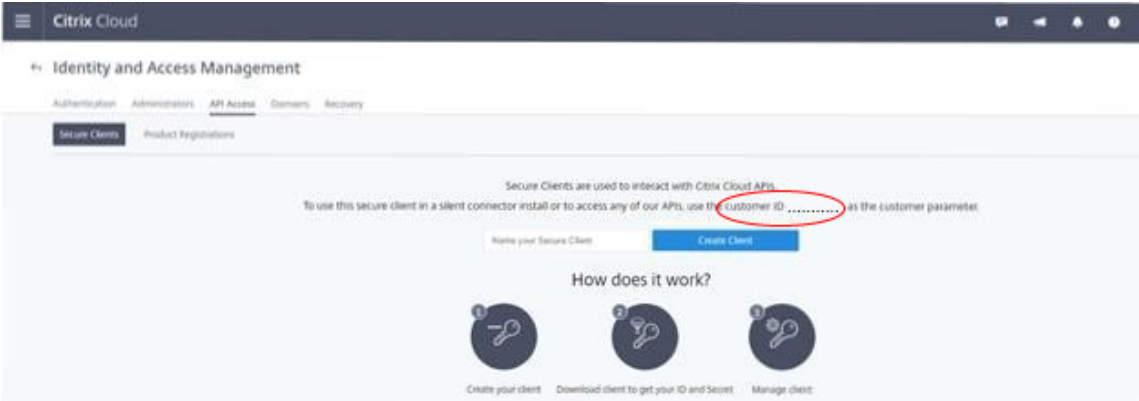 Citrix Cloud
Identity and Access Management
Authentication Administrators API Access Domains Recovery
Secure Clients Product Registrations
Secure Clients are used to interact with Citrix Cloud APIs.
To use this secure client in a silent connector install or to access any of our APIs, use the customer ID ........... as the customer parameter.
Name your Secure Client Create Client
How does it work?
1 2 3
Create your client Download client to get your ID and Secret Manage client